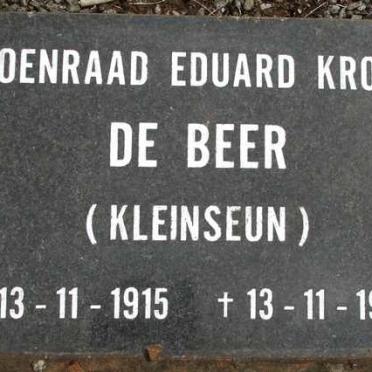 OENRAAD EDUARD KRO
DE BEER
(KLEINSEUN)
13 - 11 - 1915 † 13 - 11 - 19